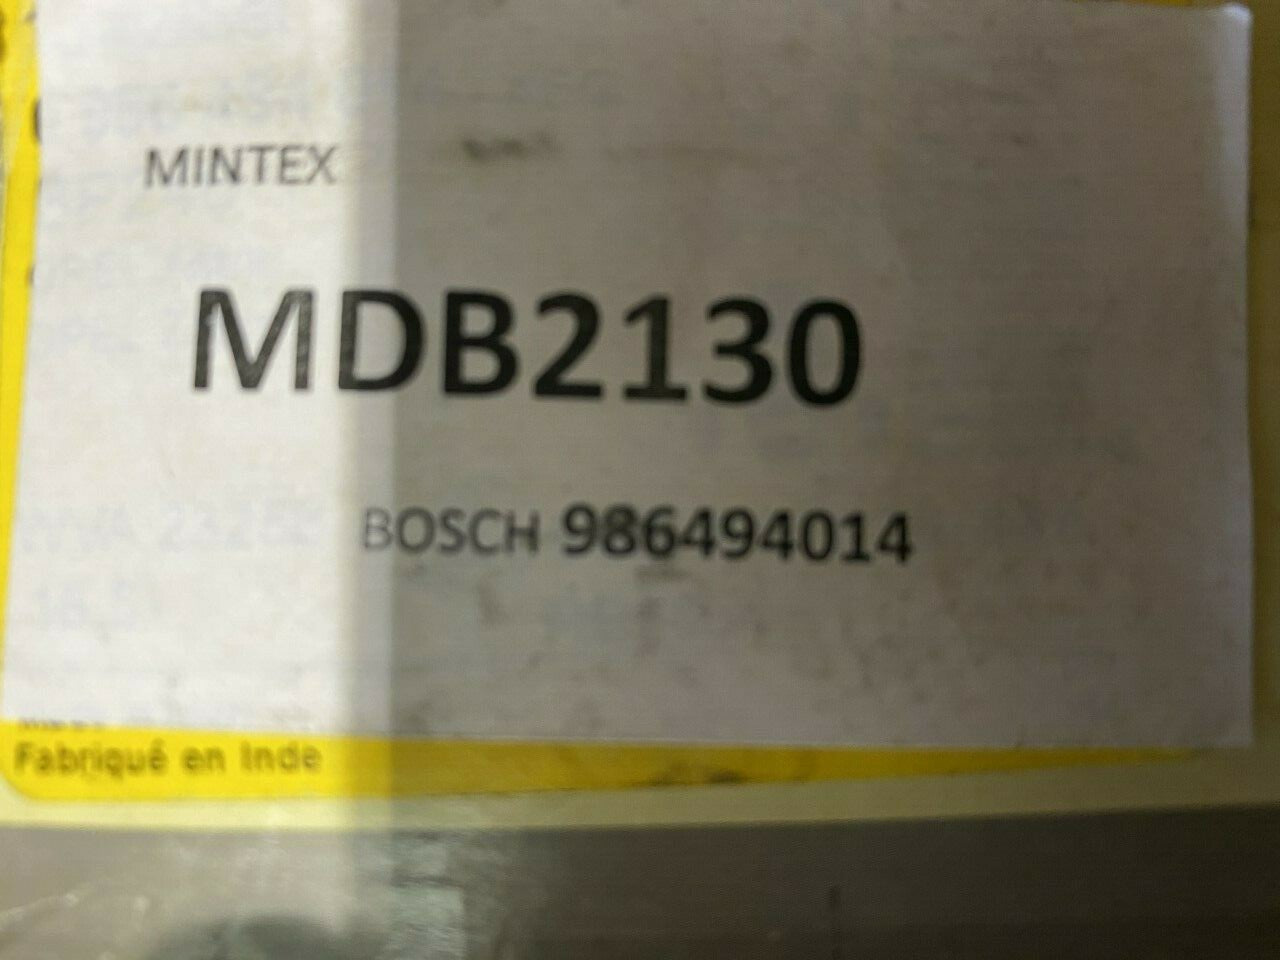 MINTEX
MDB2130
BOSCH 986494014
Fabriqué en Inde